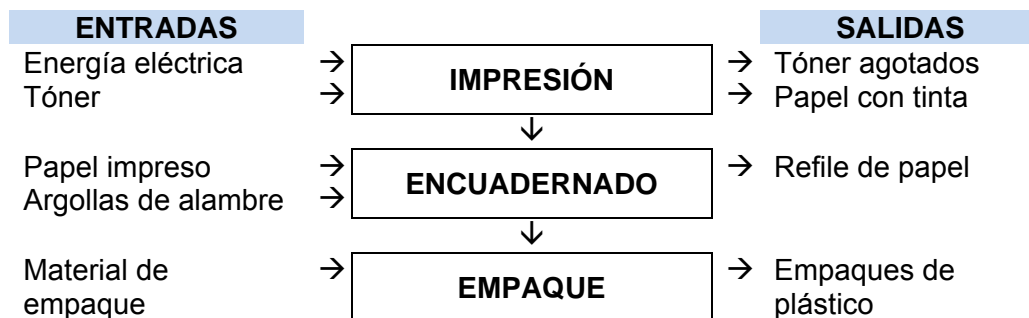 ENTRADAS SALIDAS
Energía eléctrica → IMPRESIÓN → Tóner agotados
Tóner → → Papel con tinta
↓
Papel impreso → ENCUADERNADO → Refile de papel
Argollas de alambre →
↓
Material de → EMPAQUE → Empaques de
empaque plástico